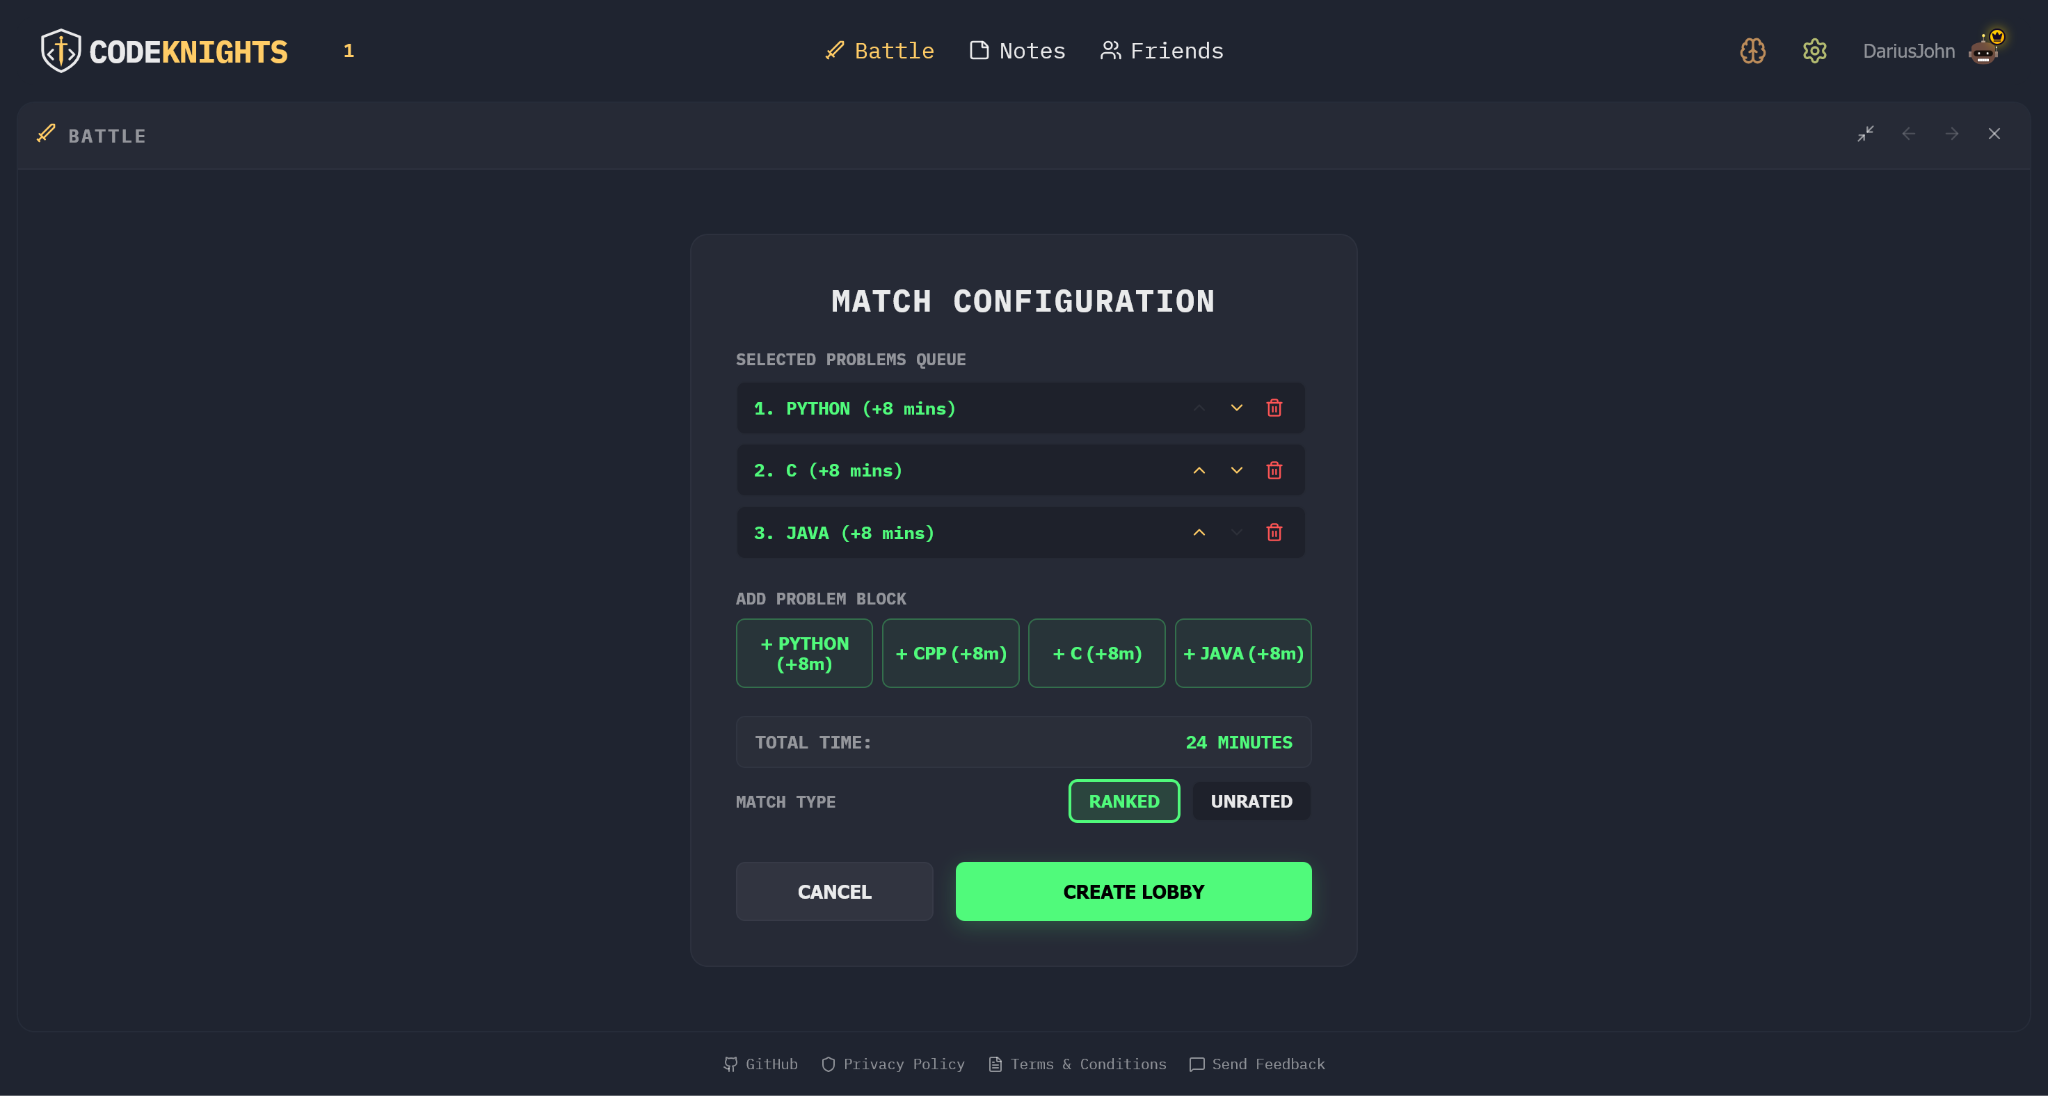 CODEKNIGHTS
1
Battle
Notes
Friends
DariusJohn
BATTLE
MATCH CONFIGURATION
SELECTED PROBLEMS QUEUE
1. PYTHON (+8 mins)
2. C (+8 mins)
3. JAVA (+8 mins)
ADD PROBLEM BLOCK
+ PYTHON
(+8m)
+ CPP (+8m)
+ C (+8m)
+ JAVA (+8m)
TOTAL TIME:
24 MINUTES
MATCH TYPE
RANKED
UNRATED
CANCEL
CREATE LOBBY
GitHub
Privacy Policy
Terms & Conditions
Send Feedback